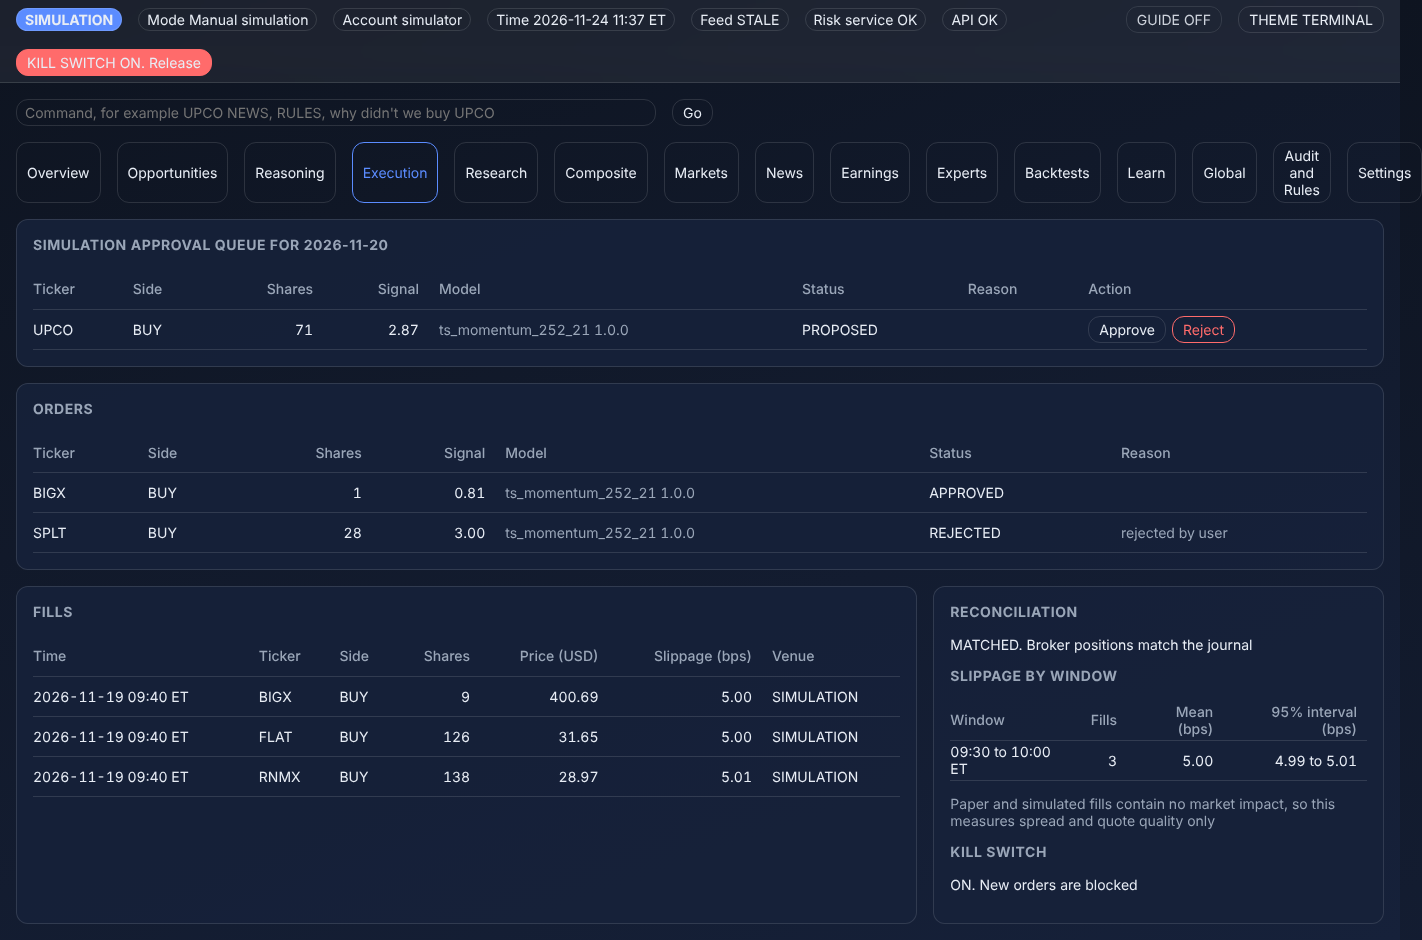 SIMULATION Mode Manual simulation Account simulator Time 2026-11-24 11:37 ET Feed STALE Risk service OK API OK GUIDE OFF THEME TERMINAL
KILL SWITCH ON. Release
Command, for example UPCO NEWS, RULES, why didn't we buy UPCO Go
Overview Opportunities Reasoning Execution Research Composite Markets News Earnings Experts Backtests Learn Global Audit and Rules Settings
SIMULATION APPROVAL QUEUE FOR 2026-11-20
Ticker Side Shares Signal Model Status Reason Action
UPCO BUY 71 2.87 ts_momentum_252_21 1.0.0 PROPOSED Approve Reject
ORDERS
Ticker Side Shares Signal Model Status Reason
BIGX BUY 1 0.81 ts_momentum_252_21 1.0.0 APPROVED
SPLT BUY 28 3.00 ts_momentum_252_21 1.0.0 REJECTED rejected by user
FILLS
Time Ticker Side Shares Price (USD) Slippage (bps) Venue
2026-11-19 09:40 ET BIGX BUY 9 400.69 5.00 SIMULATION
2026-11-19 09:40 ET FLAT BUY 126 31.65 5.00 SIMULATION
2026-11-19 09:40 ET RNMX BUY 138 28.97 5.01 SIMULATION
RECONCILIATION
MATCHED. Broker positions match the journal
SLIPPAGE BY WINDOW
Window Fills Mean (bps) 95% interval (bps)
09:30 to 10:00 ET 3 5.00 4.99 to 5.01
Paper and simulated fills contain no market impact, so this
measures spread and quote quality only
KILL SWITCH
ON. New orders are blocked